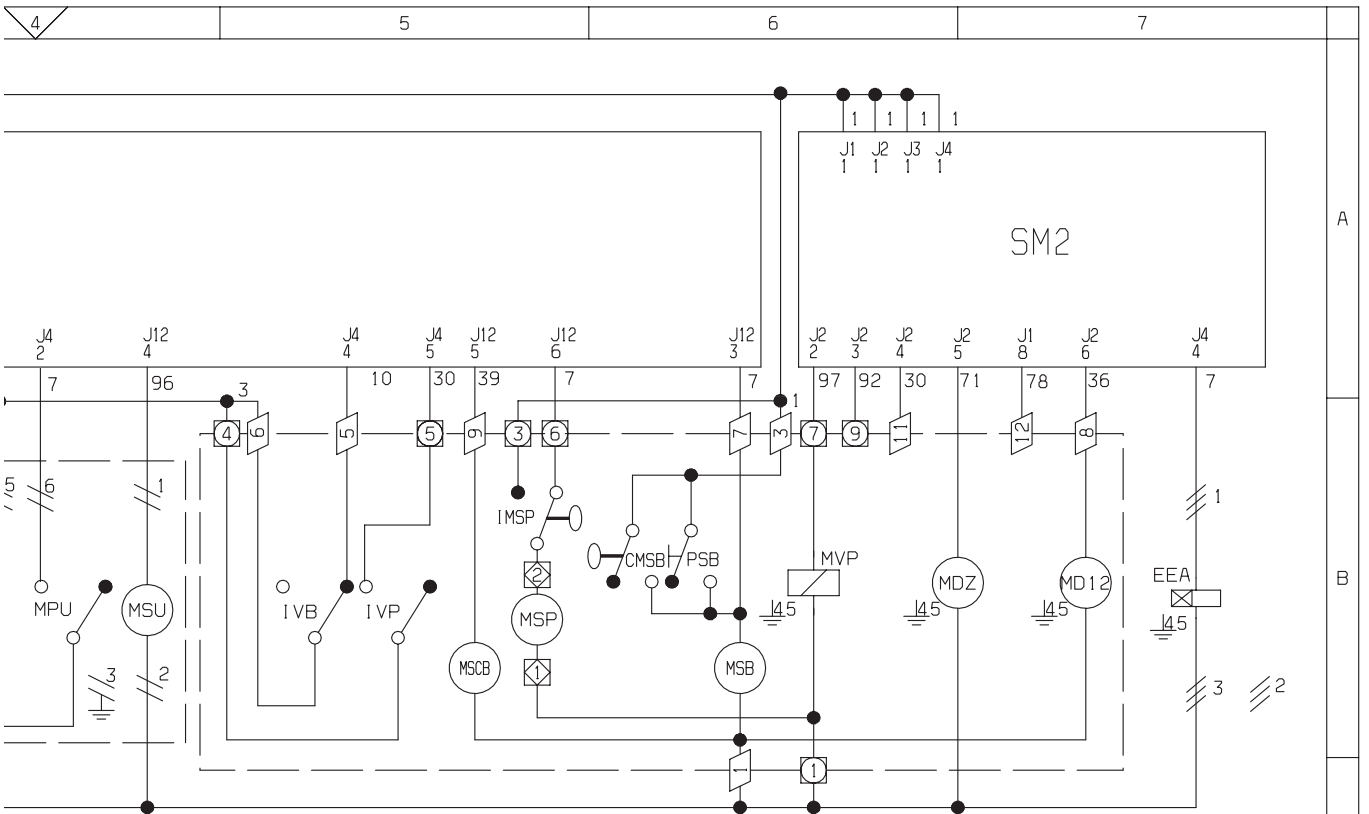 4 5 6 7
1 1 1 1
J1 J2 J3 J4
1 1 1 1
A
SM2
J4 J12 J4 J4 J12 J12 J12 J2 J2 J2 J2 J1 J2 J4
2 4 4 5 5 6 3 2 3 4 5 8 6 4
7 96 3 10 30 39 7 7 1 97 92 30 71 78 36 7
4 6 5 5 9 3 6 7 3 7 9 11 12 8
5 6 1 1
IMSP
CMSB PSB MVP
2 EEA B
MPU MSU IVB IVP MSP 45 45 MDZ 45 MD12 45
3 2 MSCB 1 MSB 3 2
1 1